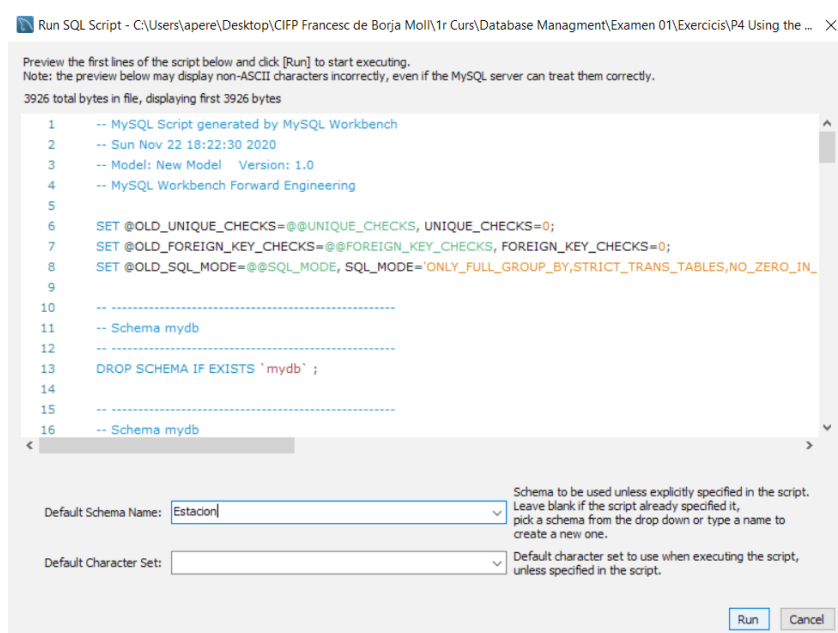 Run SQL Script - C:\Users\apere\Desktop\CIFP Francesc de Borja Moll\1r Curs\Database Managment\Examen 01\Exercicis\P4 Using the ...
Preview the first lines of the script below and click [Run] to start executing.
Note: the preview below may display non-ASCII characters incorrectly, even if the MySQL server can treat them correctly.
3926 total bytes in file, displaying first 3926 bytes
1 -- MySQL Script generated by MySQL Workbench
2 -- Sun Nov 22 18:22:30 2020
3 -- Model: New Model    Version: 1.0
4 -- MySQL Workbench Forward Engineering
5
6 SET @OLD_UNIQUE_CHECKS=@@UNIQUE_CHECKS, UNIQUE_CHECKS=0;
7 SET @OLD_FOREIGN_KEY_CHECKS=@@FOREIGN_KEY_CHECKS, FOREIGN_KEY_CHECKS=0;
8 SET @OLD_SQL_MODE=@@SQL_MODE, SQL_MODE='ONLY_FULL_GROUP_BY,STRICT_TRANS_TABLES,NO_ZERO_IN_
9
10 -- -----------------------------------------------------
11 -- Schema mydb
12 -- -----------------------------------------------------
13 DROP SCHEMA IF EXISTS `mydb` ;
14
15 -- -----------------------------------------------------
16 -- Schema mydb
Default Schema Name: Estacion
Schema to be used unless explicitly specified in the script.
Leave blank if the script already specified it,
pick a schema from the drop down or type a name to
create a new one.
Default Character Set:
Default character set to use when executing the script,
unless specified in the script.
Run Cancel